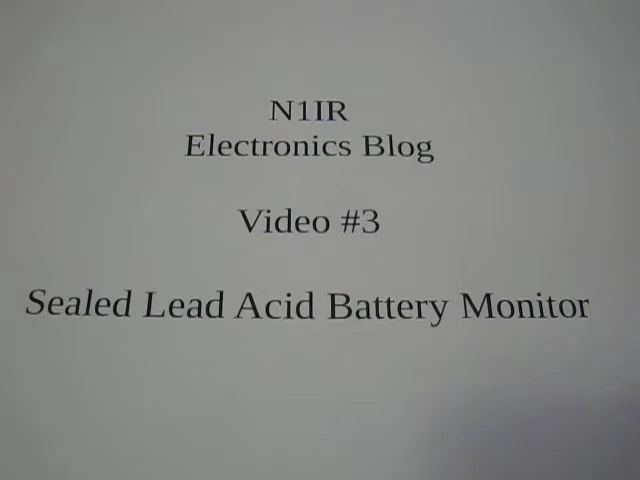 N1IR
Electronics Blog
Video #3
Sealed Lead Acid Battery Monitor